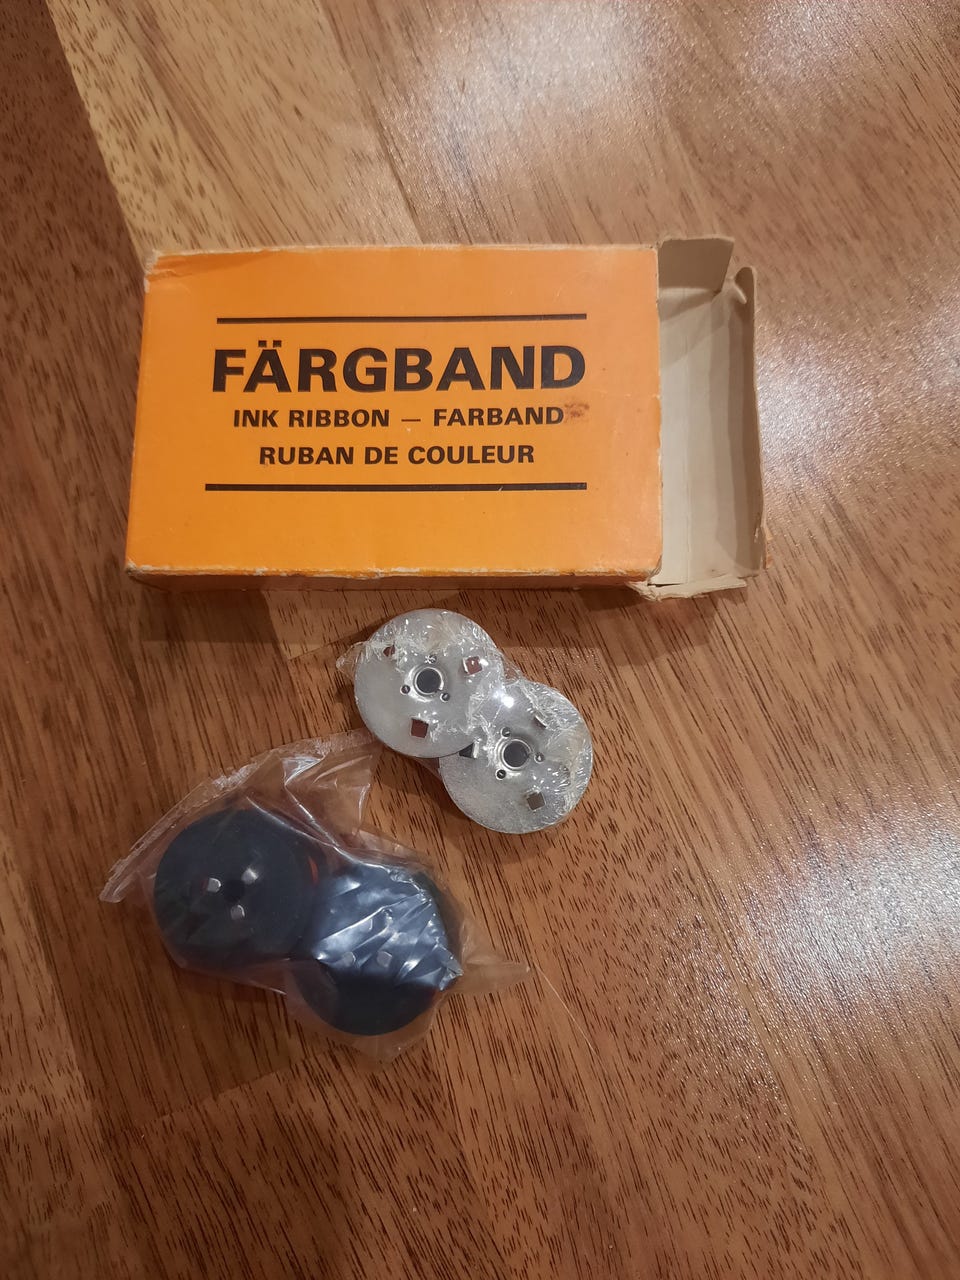 FÄRGBAND
INK RIBBON — FARBAND
RUBAN DE COULEUR